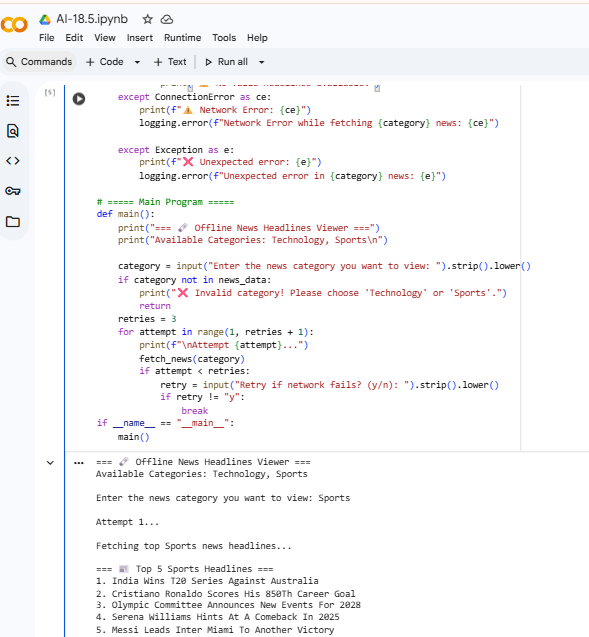 AI-18.5.ipynb
File Edit View Insert Runtime Tools Help
Commands + Code + Text Run all
[5]
except ConnectionError as ce:
print(f"⚠️ Network Error: {ce}")
logging.error(f"Network Error while fetching {category} news: {ce}")
except Exception as e:
print(f"❌ Unexpected error: {e}")
logging.error(f"Unexpected error in {category} news: {e}")
# ===== Main Program =====
def main():
print("=== 🗞️ Offline News Headlines Viewer ===")
print("Available Categories: Technology, Sports\n")
category = input("Enter the news category you want to view: ").strip().lower()
if category not in news_data:
print("❌ Invalid category! Please choose 'Technology' or 'Sports'.")
return
retries = 3
for attempt in range(1, retries + 1):
print(f"\nAttempt {attempt}...")
fetch_news(category)
if attempt < retries:
retry = input("Retry if network fails? (y/n): ").strip().lower()
if retry != "y":
break
if __name__ == "__main__":
main()
=== 🗞️ Offline News Headlines Viewer ===
Available Categories: Technology, Sports
Enter the news category you want to view: Sports
Attempt 1...
Fetching top Sports news headlines...
=== 📰 Top 5 Sports Headlines ===
1. India Wins T20 Series Against Australia
2. Cristiano Ronaldo Scores His 850Th Career Goal
3. Olympic Committee Announces New Events For 2028
4. Serena Williams Hints At A Comeback In 2025
5. Messi Leads Inter Miami To Another Victory